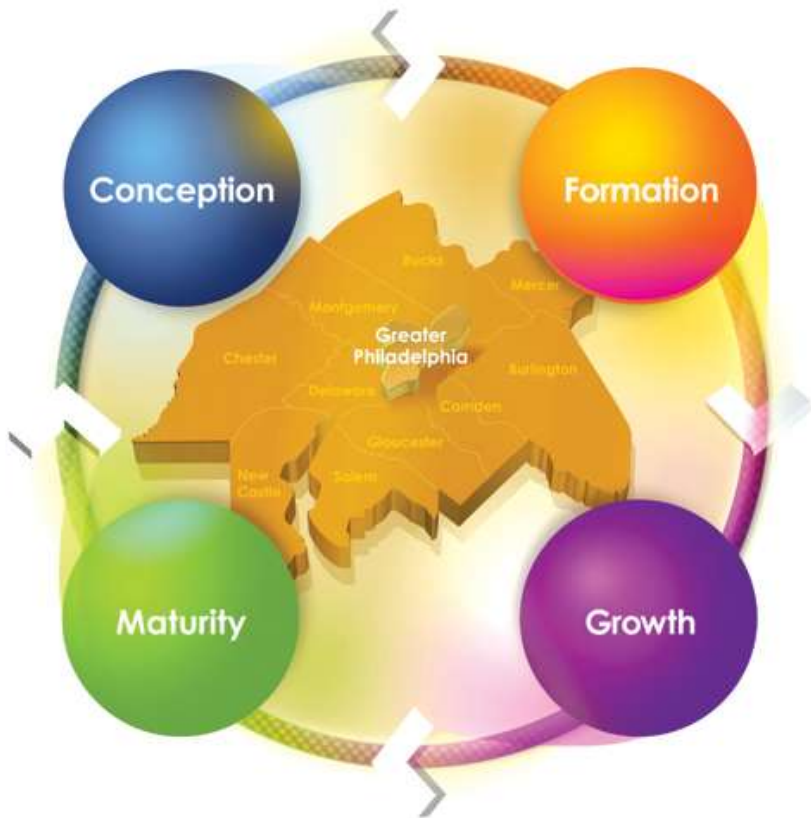 Conception
Formation
Bucks
Mercer
Montgomery
Greater
Philadelphia
Chester
Burlington
Delaware
Camden
Gloucester
New
Castle
Salem
Maturity
Growth